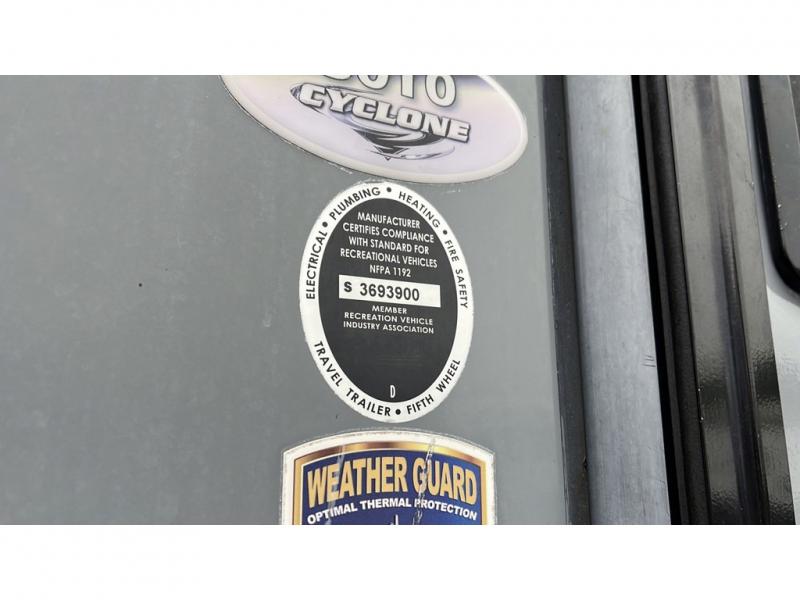 CYCLONE
ELECTRICAL • PLUMBING • HEATING • FIRE SAFETY
MANUFACTURER
CERTIFIES COMPLIANCE
WITH STANDARD FOR
RECREATIONAL VEHICLES
NFPA 1192
S 3693900
MEMBER
RECREATION VEHICLE
INDUSTRY ASSOCIATION
D
TRAVEL TRAILER • FIFTH WHEEL
WEATHER GUARD
OPTIMAL THERMAL PROTECTION